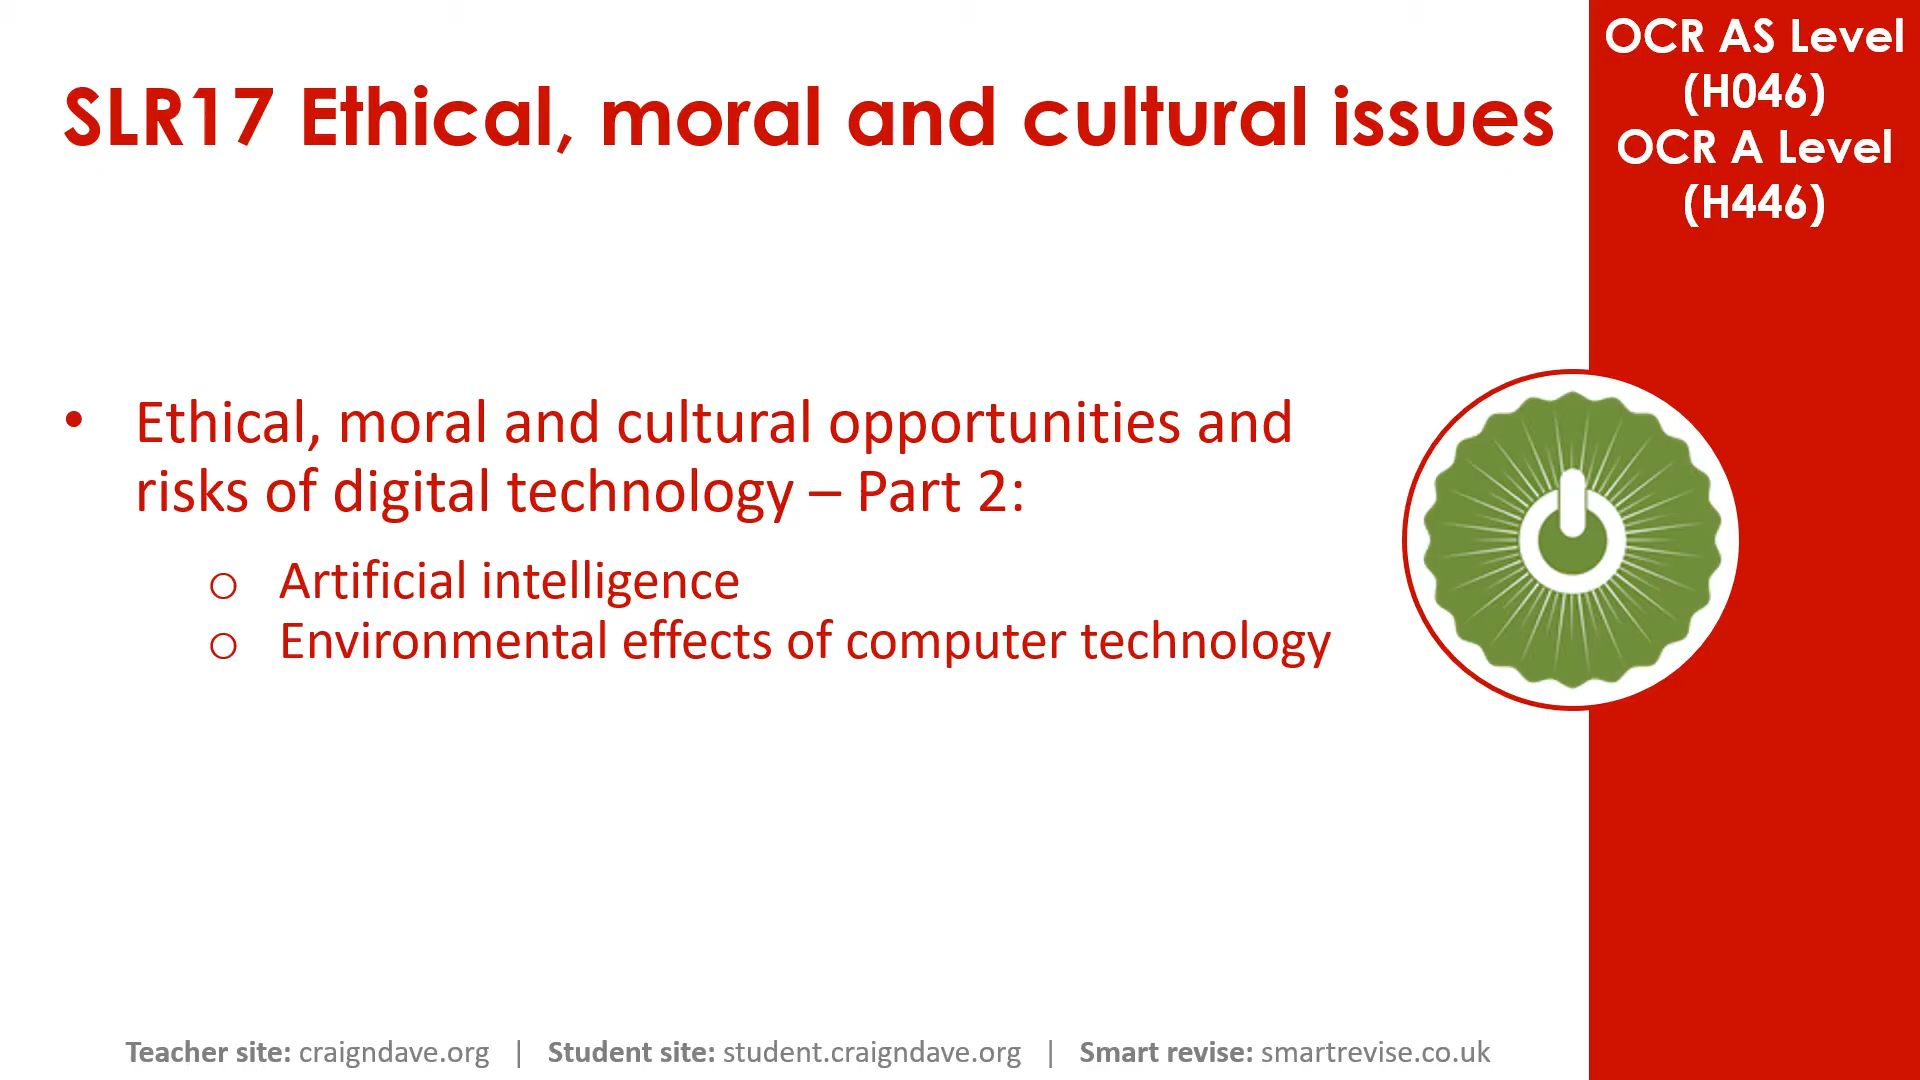 SLR17 Ethical, moral and cultural issues
OCR AS Level
(H046)
OCR A Level
(H446)
• Ethical, moral and cultural opportunities and
risks of digital technology – Part 2:
o Artificial intelligence
o Environmental effects of computer technology
Teacher site: craigndave.org | Student site: student.craigndave.org | Smart revise: smartrevise.co.uk